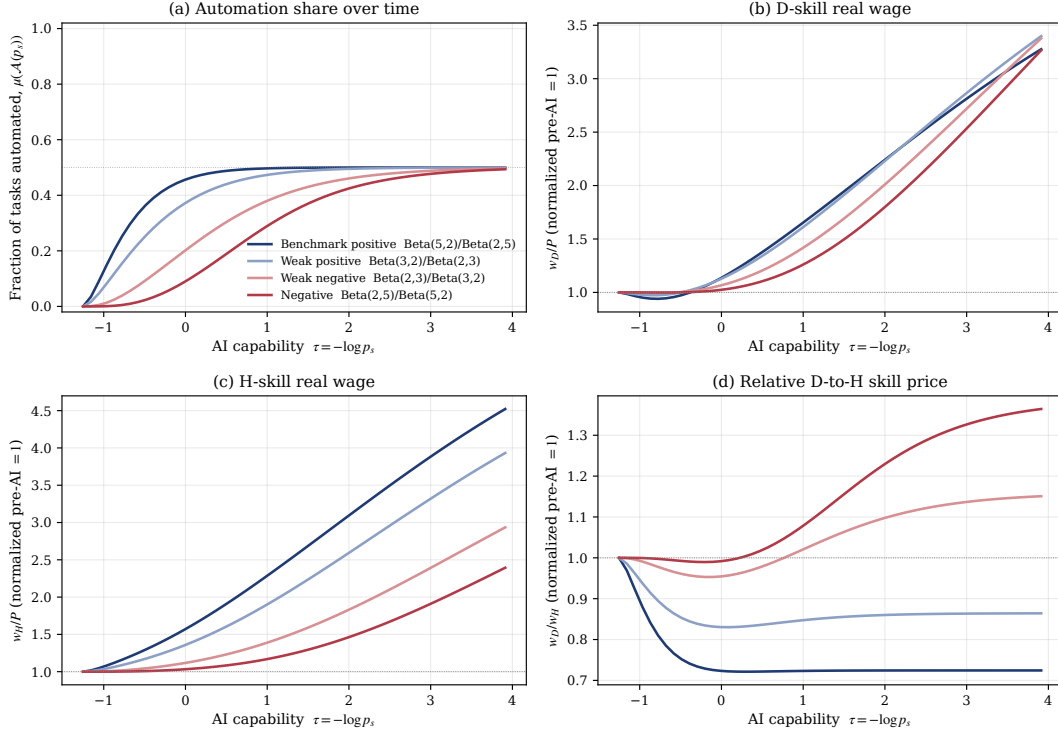 (a) Automation share over time
Fraction of tasks automated, μ(𝒜(p_s))
1.0
0.8
0.6
0.4
0.2
0.0
Benchmark positive Beta(5,2)/Beta(2,5)
Weak positive Beta(3,2)/Beta(2,3)
Weak negative Beta(2,3)/Beta(3,2)
Negative Beta(2,5)/Beta(5,2)
−1 0 1 2 3 4
AI capability τ = −log p_s
(b) D-skill real wage
w_D/P (normalized pre-AI = 1)
3.5
3.0
2.5
2.0
1.5
1.0
−1 0 1 2 3 4
AI capability τ = −log p_s
(c) H-skill real wage
w_H/P (normalized pre-AI = 1)
4.5
4.0
3.5
3.0
2.5
2.0
1.5
1.0
−1 0 1 2 3 4
AI capability τ = −log p_s
(d) Relative D-to-H skill price
w_D/w_H (normalized pre-AI = 1)
1.3
1.2
1.1
1.0
0.9
0.8
0.7
−1 0 1 2 3 4
AI capability τ = −log p_s